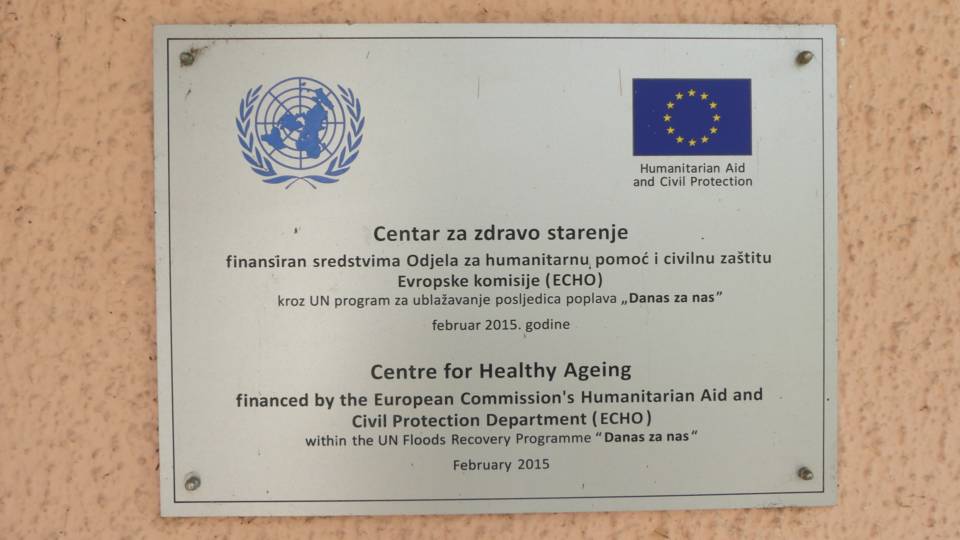 Humanitarian Aid
and Civil Protection
Centar za zdravo starenje
finansiran sredstvima Odjela za humanitarnu pomoć i civilnu zaštitu
Evropske komisije (ECHO)
kroz UN program za ublažavanje posljedica poplava „Danas za nas”
februar 2015. godine
Centre for Healthy Ageing
financed by the European Commission's Humanitarian Aid and
Civil Protection Department (ECHO)
within the UN Floods Recovery Programme “Danas za nas”
February 2015